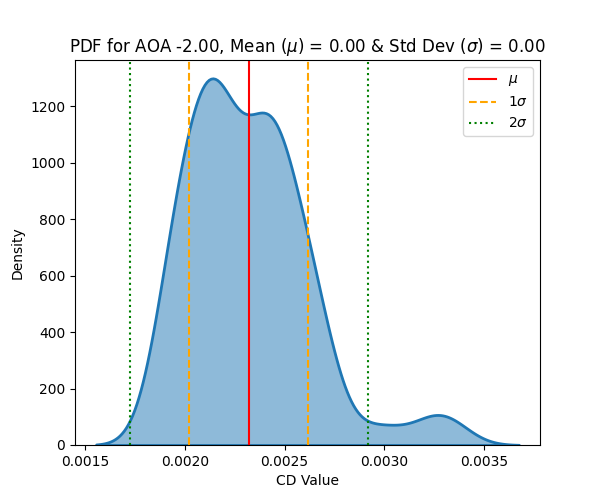 PDF for AOA -2.00, Mean (μ) = 0.00 & Std Dev (σ) = 0.00
μ
1σ
2σ
1200
1000
800
600
400
200
0
Density
0.0015 0.0020 0.0025 0.0030 0.0035
CD Value